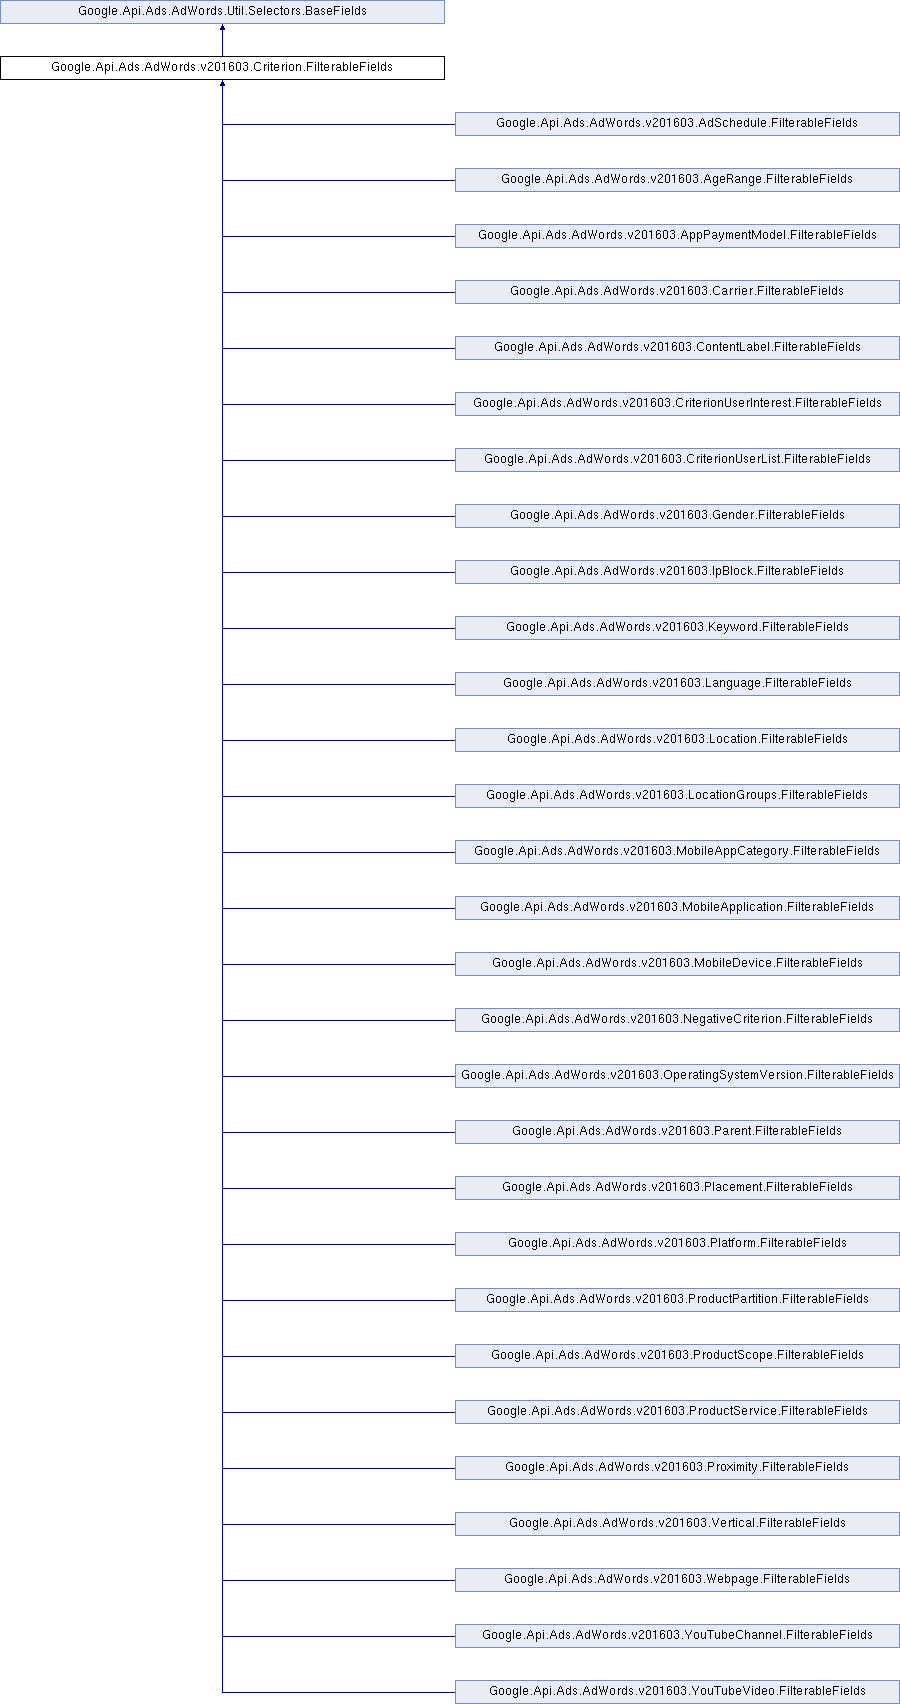 Google.Api.Ads.AdWords.Util.Selectors.BaseFields
Google.Api.Ads.AdWords.v201603.Criterion.FilterableFields
Google.Api.Ads.AdWords.v201603.AdSchedule.FilterableFields
Google.Api.Ads.AdWords.v201603.AgeRange.FilterableFields
Google.Api.Ads.AdWords.v201603.AppPaymentModel.FilterableFields
Google.Api.Ads.AdWords.v201603.Carrier.FilterableFields
Google.Api.Ads.AdWords.v201603.ContentLabel.FilterableFields
Google.Api.Ads.AdWords.v201603.CriterionUserInterest.FilterableFields
Google.Api.Ads.AdWords.v201603.CriterionUserList.FilterableFields
Google.Api.Ads.AdWords.v201603.Gender.FilterableFields
Google.Api.Ads.AdWords.v201603.IpBlock.FilterableFields
Google.Api.Ads.AdWords.v201603.Keyword.FilterableFields
Google.Api.Ads.AdWords.v201603.Language.FilterableFields
Google.Api.Ads.AdWords.v201603.Location.FilterableFields
Google.Api.Ads.AdWords.v201603.LocationGroups.FilterableFields
Google.Api.Ads.AdWords.v201603.MobileAppCategory.FilterableFields
Google.Api.Ads.AdWords.v201603.MobileApplication.FilterableFields
Google.Api.Ads.AdWords.v201603.MobileDevice.FilterableFields
Google.Api.Ads.AdWords.v201603.NegativeCriterion.FilterableFields
Google.Api.Ads.AdWords.v201603.OperatingSystemVersion.FilterableFields
Google.Api.Ads.AdWords.v201603.Parent.FilterableFields
Google.Api.Ads.AdWords.v201603.Placement.FilterableFields
Google.Api.Ads.AdWords.v201603.Platform.FilterableFields
Google.Api.Ads.AdWords.v201603.ProductPartition.FilterableFields
Google.Api.Ads.AdWords.v201603.ProductScope.FilterableFields
Google.Api.Ads.AdWords.v201603.ProductService.FilterableFields
Google.Api.Ads.AdWords.v201603.Proximity.FilterableFields
Google.Api.Ads.AdWords.v201603.Vertical.FilterableFields
Google.Api.Ads.AdWords.v201603.Webpage.FilterableFields
Google.Api.Ads.AdWords.v201603.YouTubeChannel.FilterableFields
Google.Api.Ads.AdWords.v201603.YouTubeVideo.FilterableFields